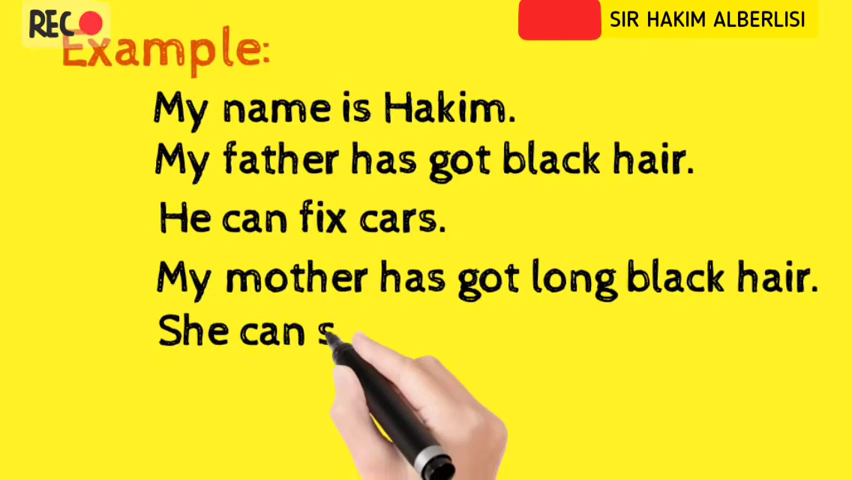 REC
SIR HAKIM ALBERLISI
Example:
My name is Hakim.
My father has got black hair.
He can fix cars.
My mother has got long black hair.
She can s